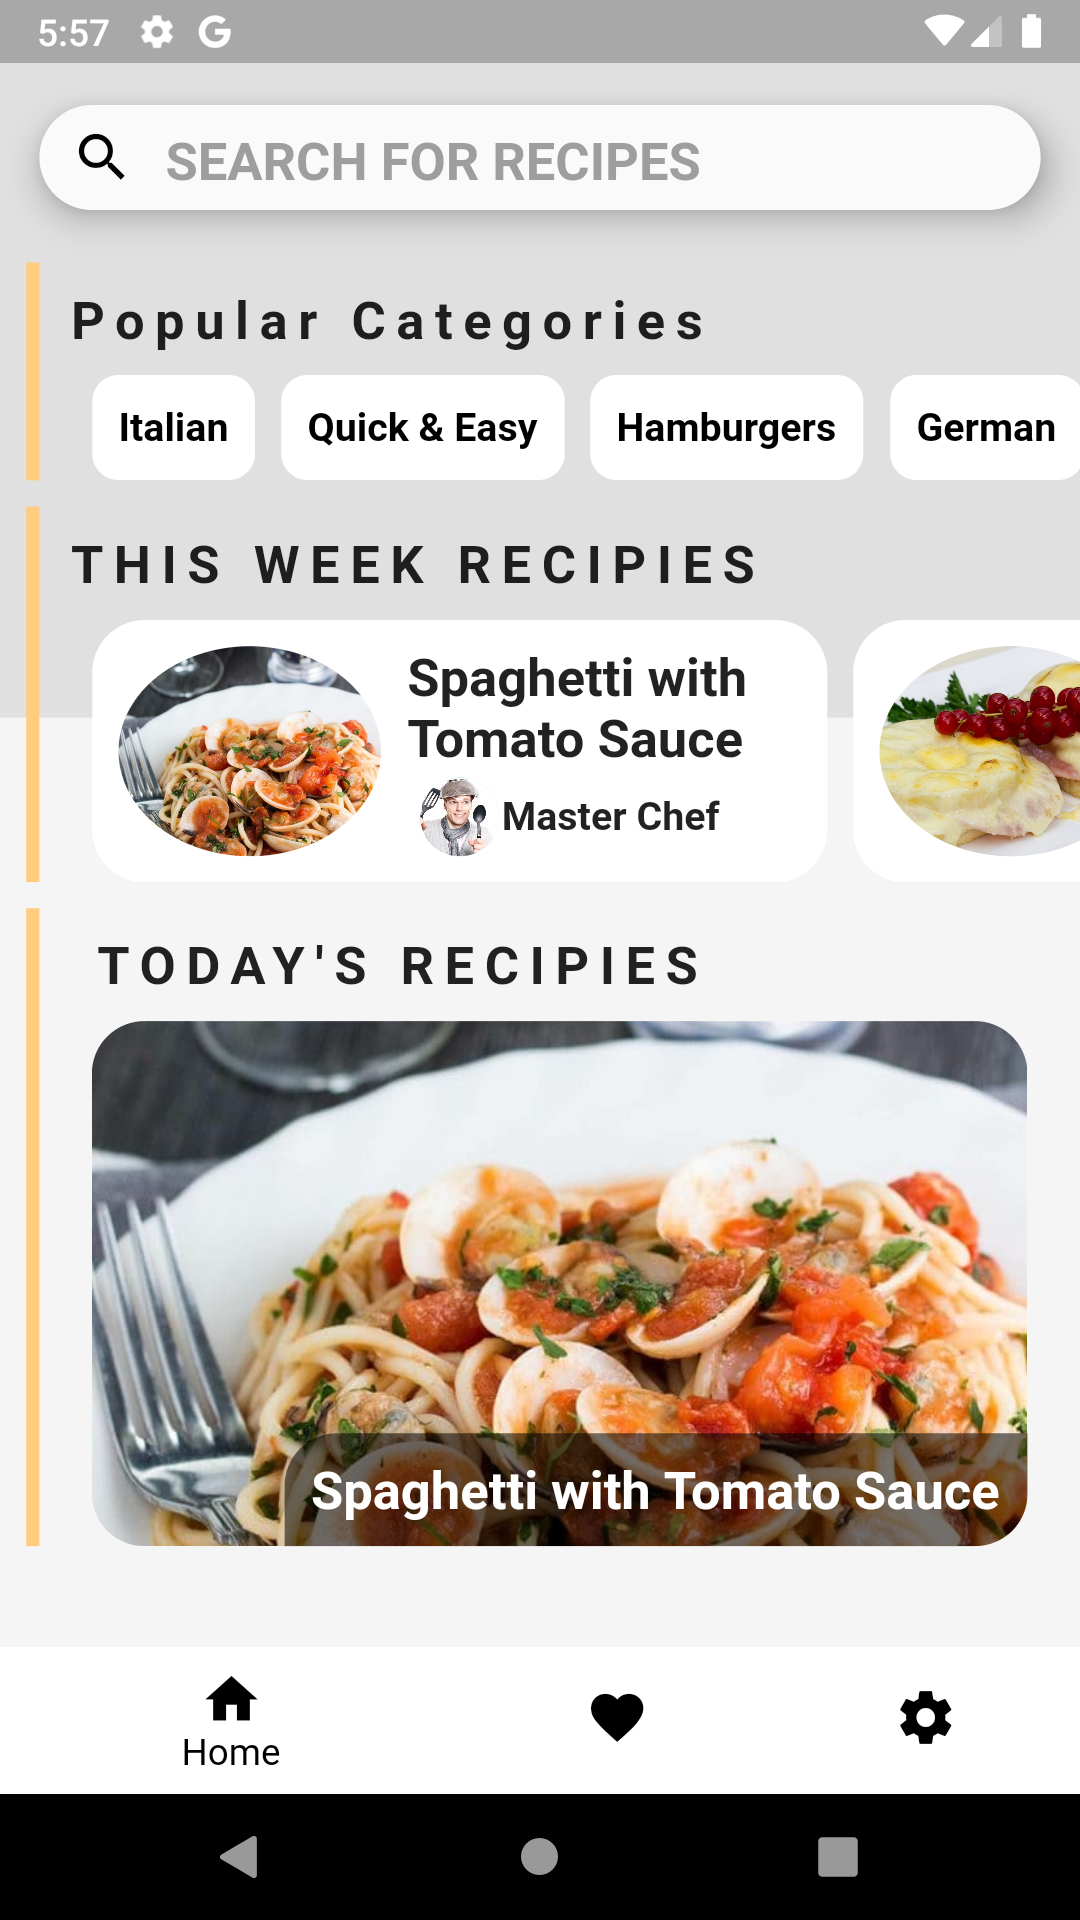 5:57
SEARCH FOR RECIPES
Popular Categories
Italian
Quick & Easy
Hamburgers
German
THIS WEEK RECIPIES
Spaghetti with
Tomato Sauce
Master Chef
TODAY'S RECIPIES
Spaghetti with Tomato Sauce
Home